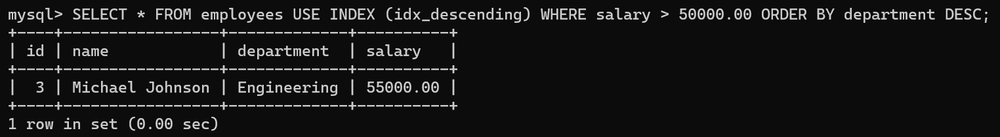 mysql> SELECT * FROM employees USE INDEX (idx_descending) WHERE salary > 50000.00 ORDER BY department DESC;
+----+-----------------+-------------+----------+
| id | name            | department  | salary   |
+----+-----------------+-------------+----------+
|  3 | Michael Johnson | Engineering | 55000.00 |
+----+-----------------+-------------+----------+
1 row in set (0.00 sec)